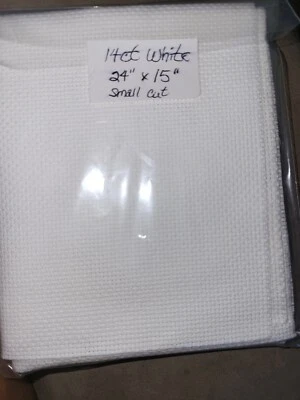 14ct White
24" x 15"
small cut